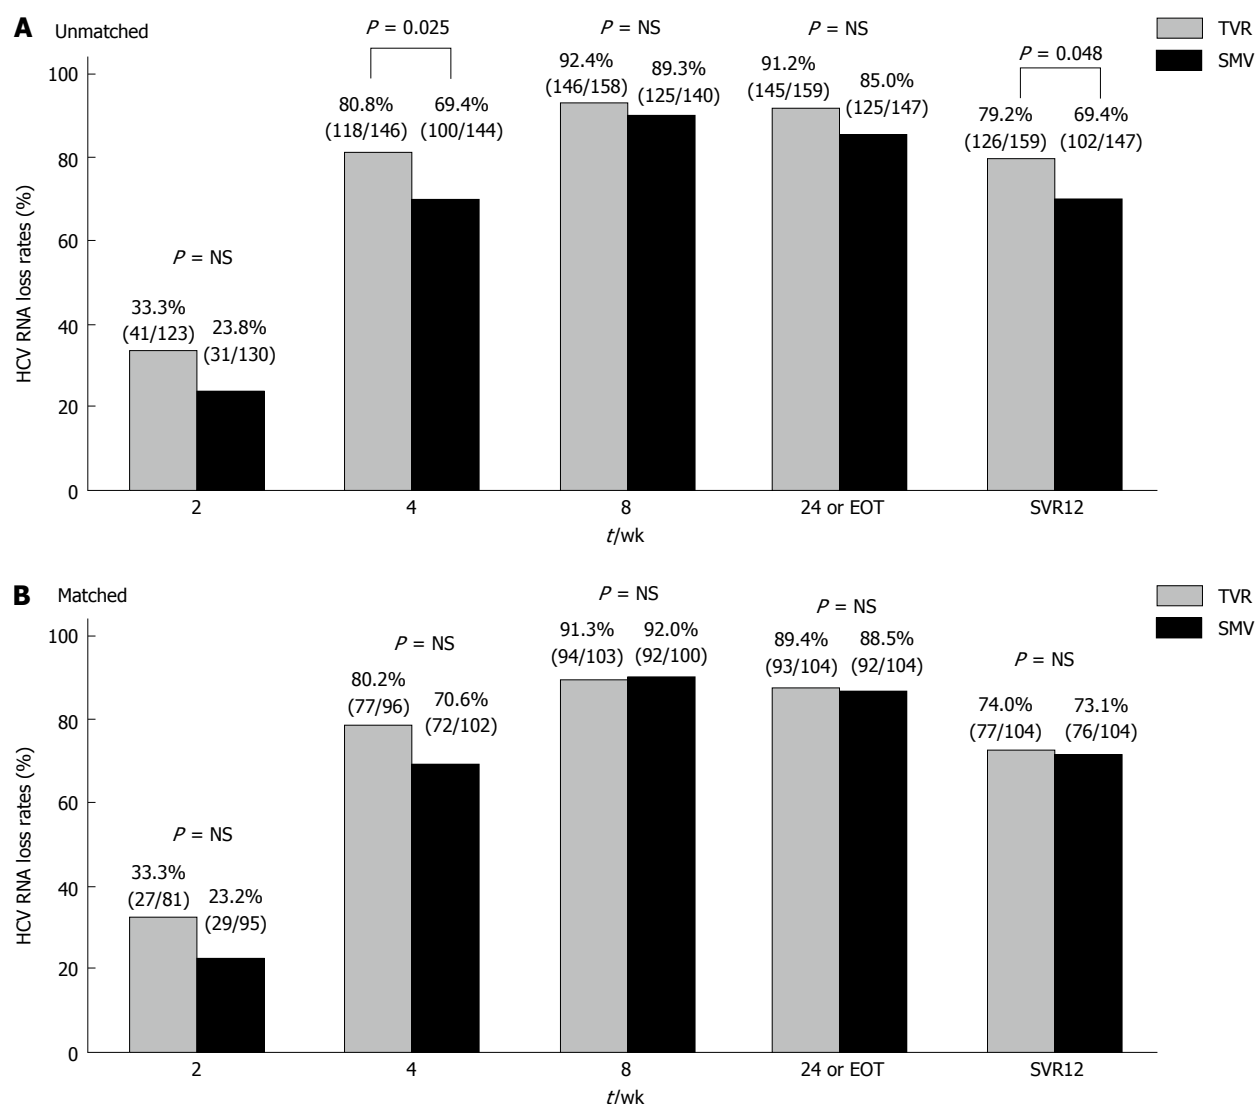 A Unmatched
P = 0.025
P = NS
P = NS
P = 0.048
P = NS
TVR
SMV
HCV RNA loss rates (%)
100
80
60
40
20
0
33.3%
(41/123)
23.8%
(31/130)
80.8%
(118/146)
69.4%
(100/144)
92.4%
(146/158)
89.3%
(125/140)
91.2%
(145/159)
85.0%
(125/147)
79.2%
(126/159)
69.4%
(102/147)
2 4 8 24 or EOT SVR12
t/wk
B Matched
P = NS
P = NS
P = NS
P = NS
P = NS
TVR
SMV
HCV RNA loss rates (%)
100
80
60
40
20
0
33.3%
(27/81)
23.2%
(29/95)
80.2%
(77/96)
70.6%
(72/102)
91.3%
(94/103)
92.0%
(92/100)
89.4%
(93/104)
88.5%
(92/104)
74.0%
(77/104)
73.1%
(76/104)
2 4 8 24 or EOT SVR12
t/wk